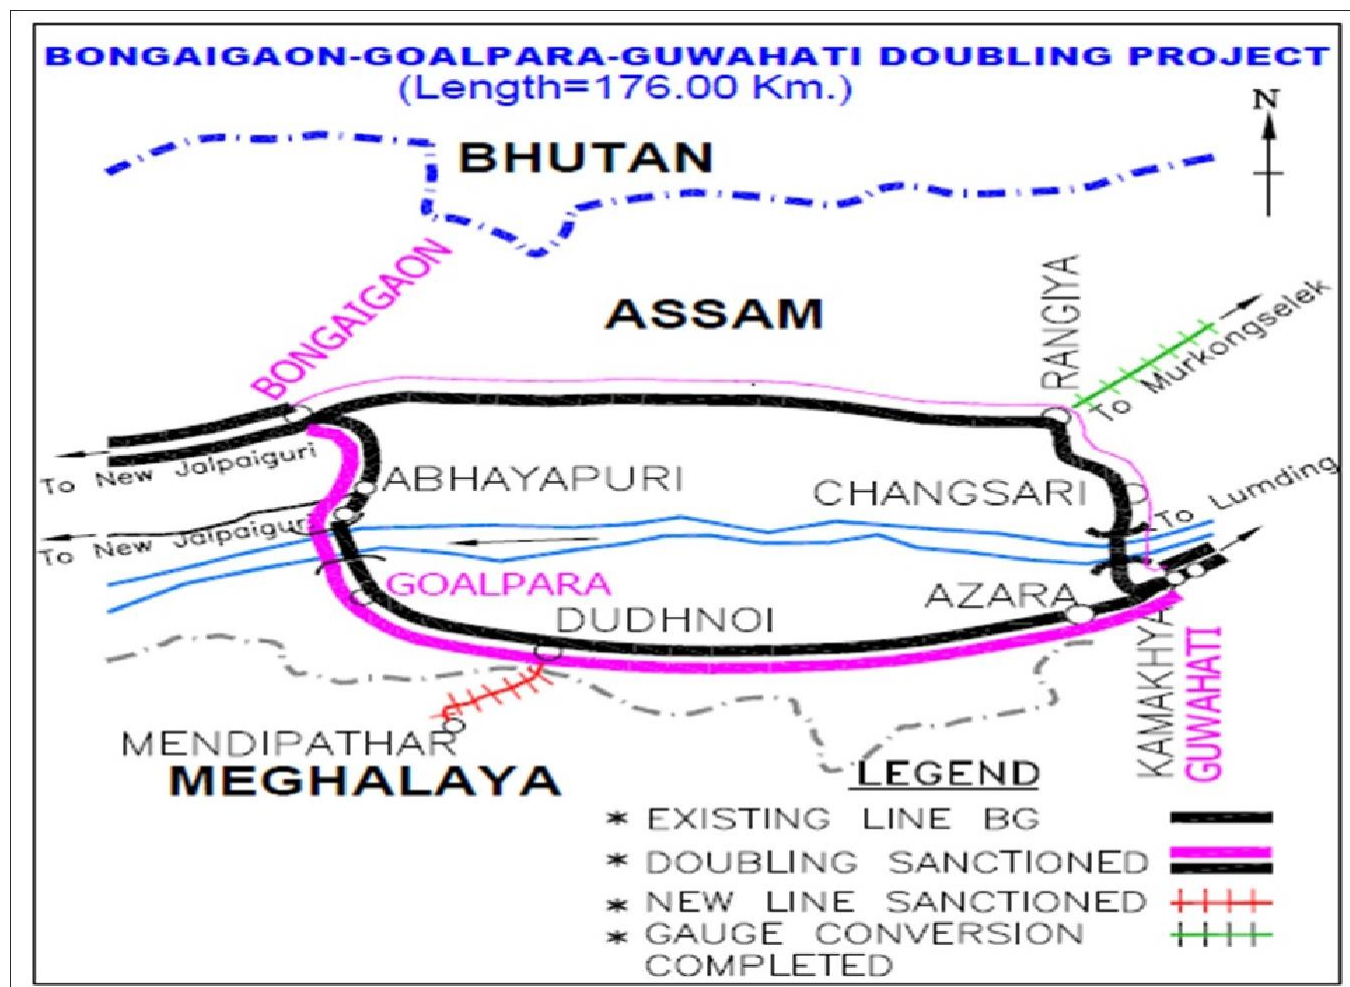 BONGAIGAON-GOALPARA-GUWAHATI DOUBLING PROJECT
(Length=176.00 Km.)
N
BHUTAN
BONGAIGAON
ASSAM
RANGIYA
To Murkongselek
To New Jalpaiguri
ABHAYAPURI
CHANGSARI
To Lumding
To New Jalpaiguri
GOALPARA
AZARA
DUDHNOI
KAMAKHYA
GUWAHATI
MENDIPATHAR
MEGHALAYA
LEGEND
* EXISTING LINE BG
* DOUBLING SANCTIONED
* NEW LINE SANCTIONED
* GAUGE CONVERSION
COMPLETED